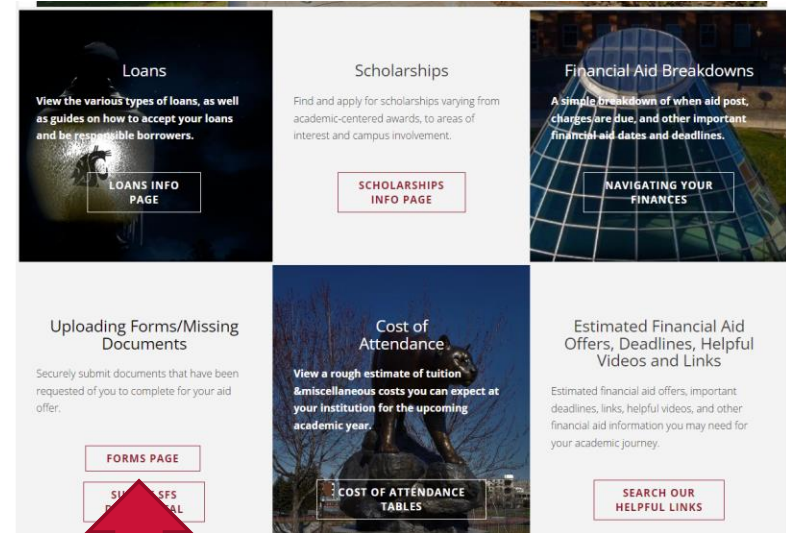 Loans
View the various types of loans, as well
as guides on how to accept your loans
and be responsible borrowers.
LOANS INFO
PAGE
Scholarships
Find and apply for scholarships varying from
academic-centered awards, to areas of
interest and campus involvement.
SCHOLARSHIPS
INFO PAGE
Financial Aid Breakdowns
A simple breakdown of when aid post,
charges are due, and other important
financial aid dates and deadlines.
NAVIGATING YOUR
FINANCES
Uploading Forms/Missing
Documents
Securely submit documents that have been
requested of you to complete for your aid
offer.
FORMS PAGE
SFS
Cost of
Attendance
View a rough estimate of tuition
&miscellaneous costs you can expect at
your institution for the upcoming
academic year.
COST OF ATTENDANCE
TABLES
Estimated Financial Aid
Offers, Deadlines, Helpful
Videos and Links
Estimated financial aid offers, important
deadlines, links, helpful videos, and other
financial aid information you may need for
your academic journey.
SEARCH OUR
HELPFUL LINKS